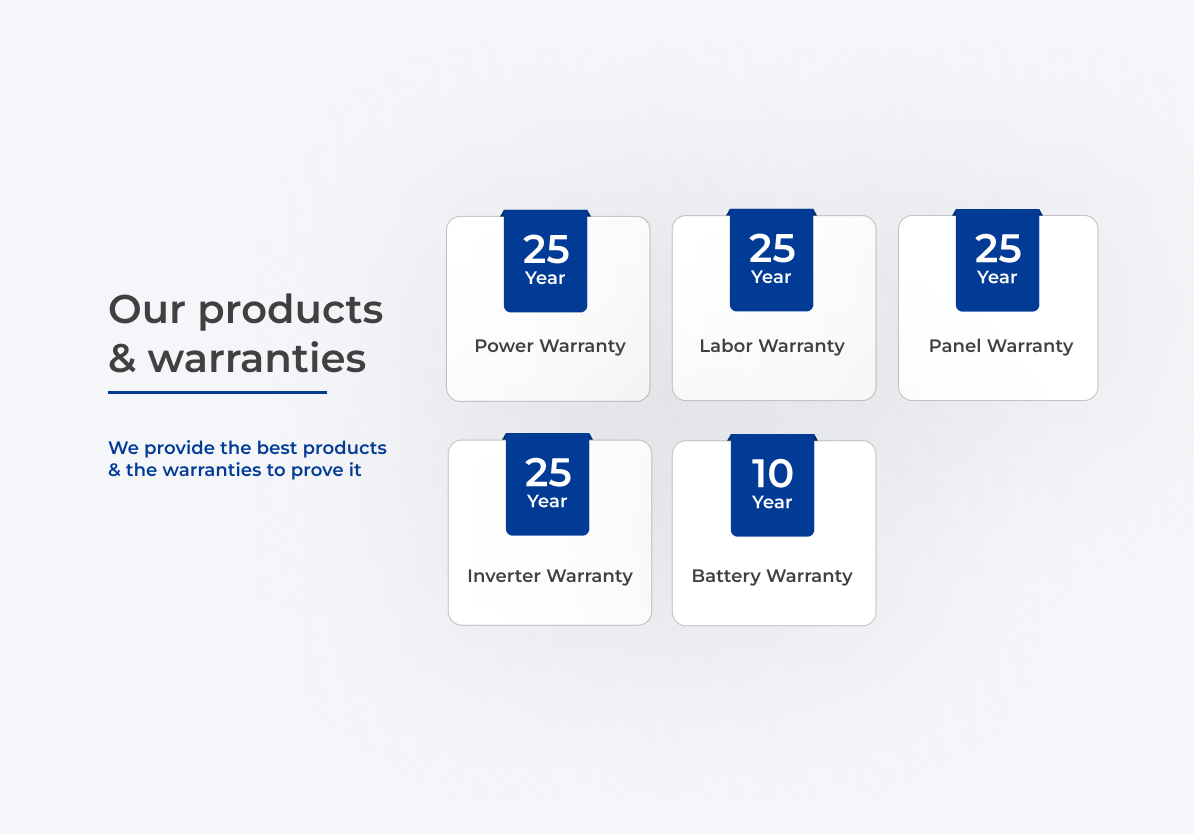 Our products
& warranties
We provide the best products
& the warranties to prove it
25
Year
Power Warranty
25
Year
Labor Warranty
25
Year
Panel Warranty
25
Year
Inverter Warranty
10
Year
Battery Warranty